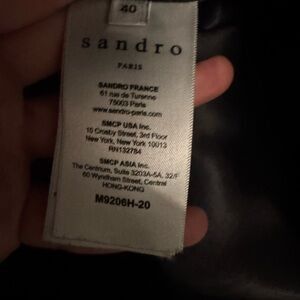 40
sandro
PARIS
SANDRO FRANCE
61 rue de Turenne
75003 Paris
www.sandro-paris.com
SMCP USA Inc.
10 Crosby Street, 3rd Floor
New York, New York 10013
RN132784
SMCP ASIA Inc.
The Centrium, Suite 3203A-5A, 32/F
60 Wyndham Street, Central
HONG-KONG
M9206H-20